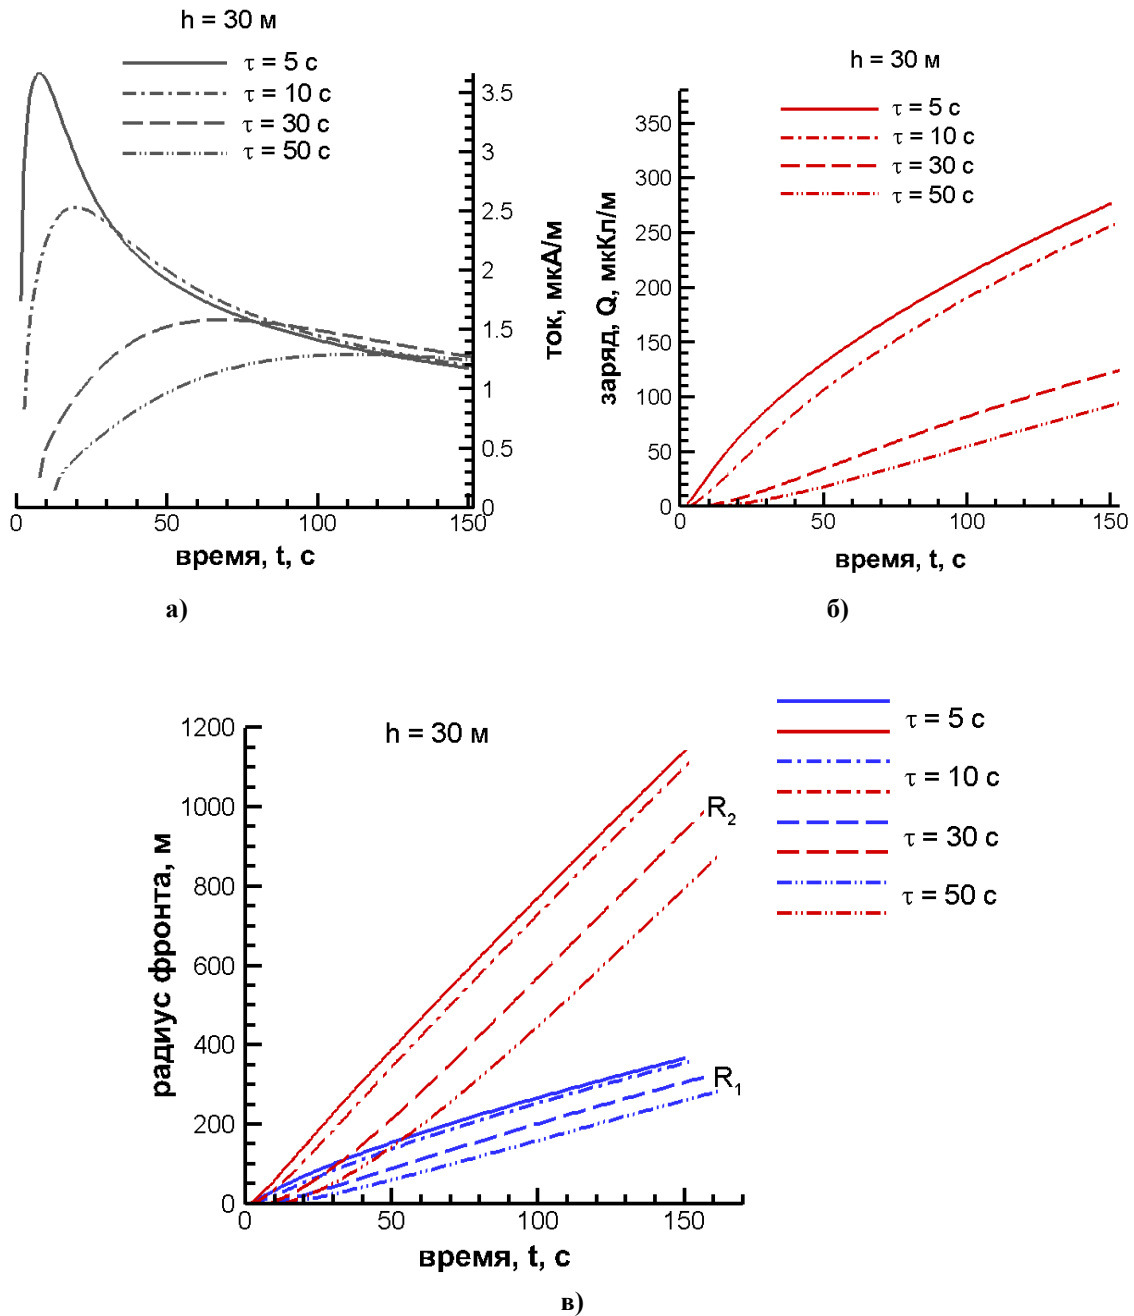 h = 30 м
τ = 5 с
τ = 10 с
τ = 30 с
τ = 50 с
3.5
3
2.5
2
1.5
1
0.5
0
ток, мкА/м
0 50 100 150
время, t, с
а)
h = 30 м
τ = 5 с
τ = 10 с
τ = 30 с
τ = 50 с
350
300
250
200
150
100
50
0
заряд, Q, мкКл/м
0 50 100 150
время, t, с
б)
h = 30 м
τ = 5 с
τ = 10 с
τ = 30 с
τ = 50 с
R2
R1
1200
1000
800
600
400
200
0
радиус фронта, м
0 50 100 150
время, t, с
в)